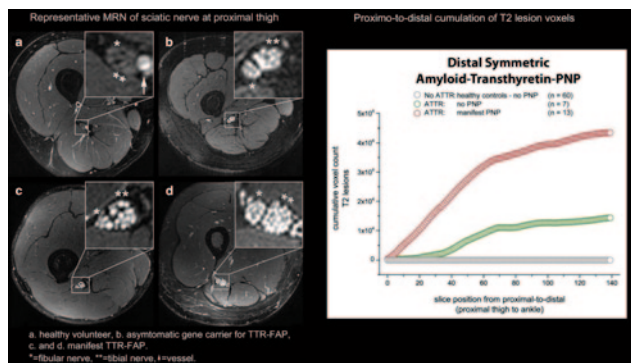 Representative MRN of sciatic nerve at proximal thigh
a
*
**
b
**
*
c
**
*
d
*
**
a. healthy volunteer, b. asymtomatic gene carrier for TTR-FAP,
c. and d. manifest TTR-FAP.
*=fibular nerve, **=tibial nerve, =vessel.
Proximo-to-distal cumulation of T2 lesion voxels
Distal Symmetric
Amyloid-Transthyretin-PNP
No ATTR: healthy controls - no PNP (n = 60)
ATTR: no PNP (n = 7)
ATTR: manifest PNP (n = 13)
cumulative voxel count
T2 lesions
0
0 20 40 60 80 100 120 140
slice position from proximal-to-distal
(proximal thigh to ankle)